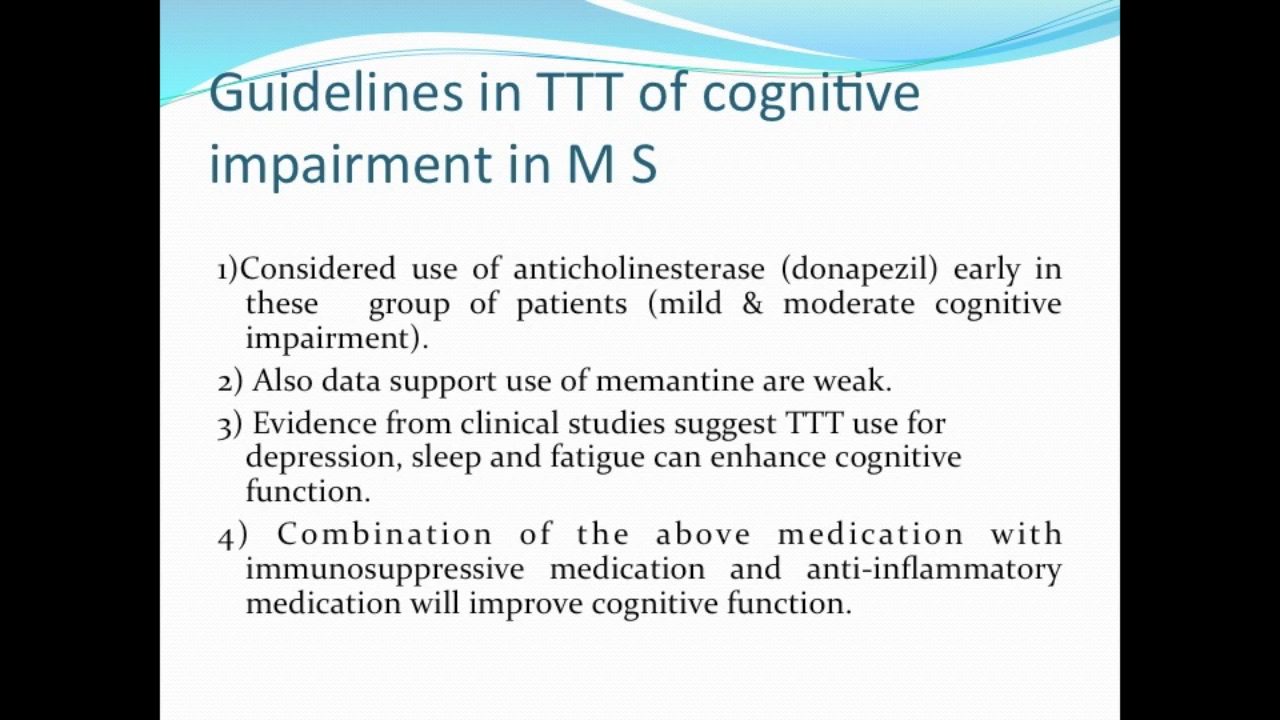 Guidelines in TTT of cognitive
impairment in M S
1)Considered use of anticholinesterase (donapezil) early in
these group of patients (mild & moderate cognitive
impairment).
2) Also data support use of memantine are weak.
3) Evidence from clinical studies suggest TTT use for
depression, sleep and fatigue can enhance cognitive
function.
4) Combination of the above medication with
immunosuppressive medication and anti-inflammatory
medication will improve cognitive function.